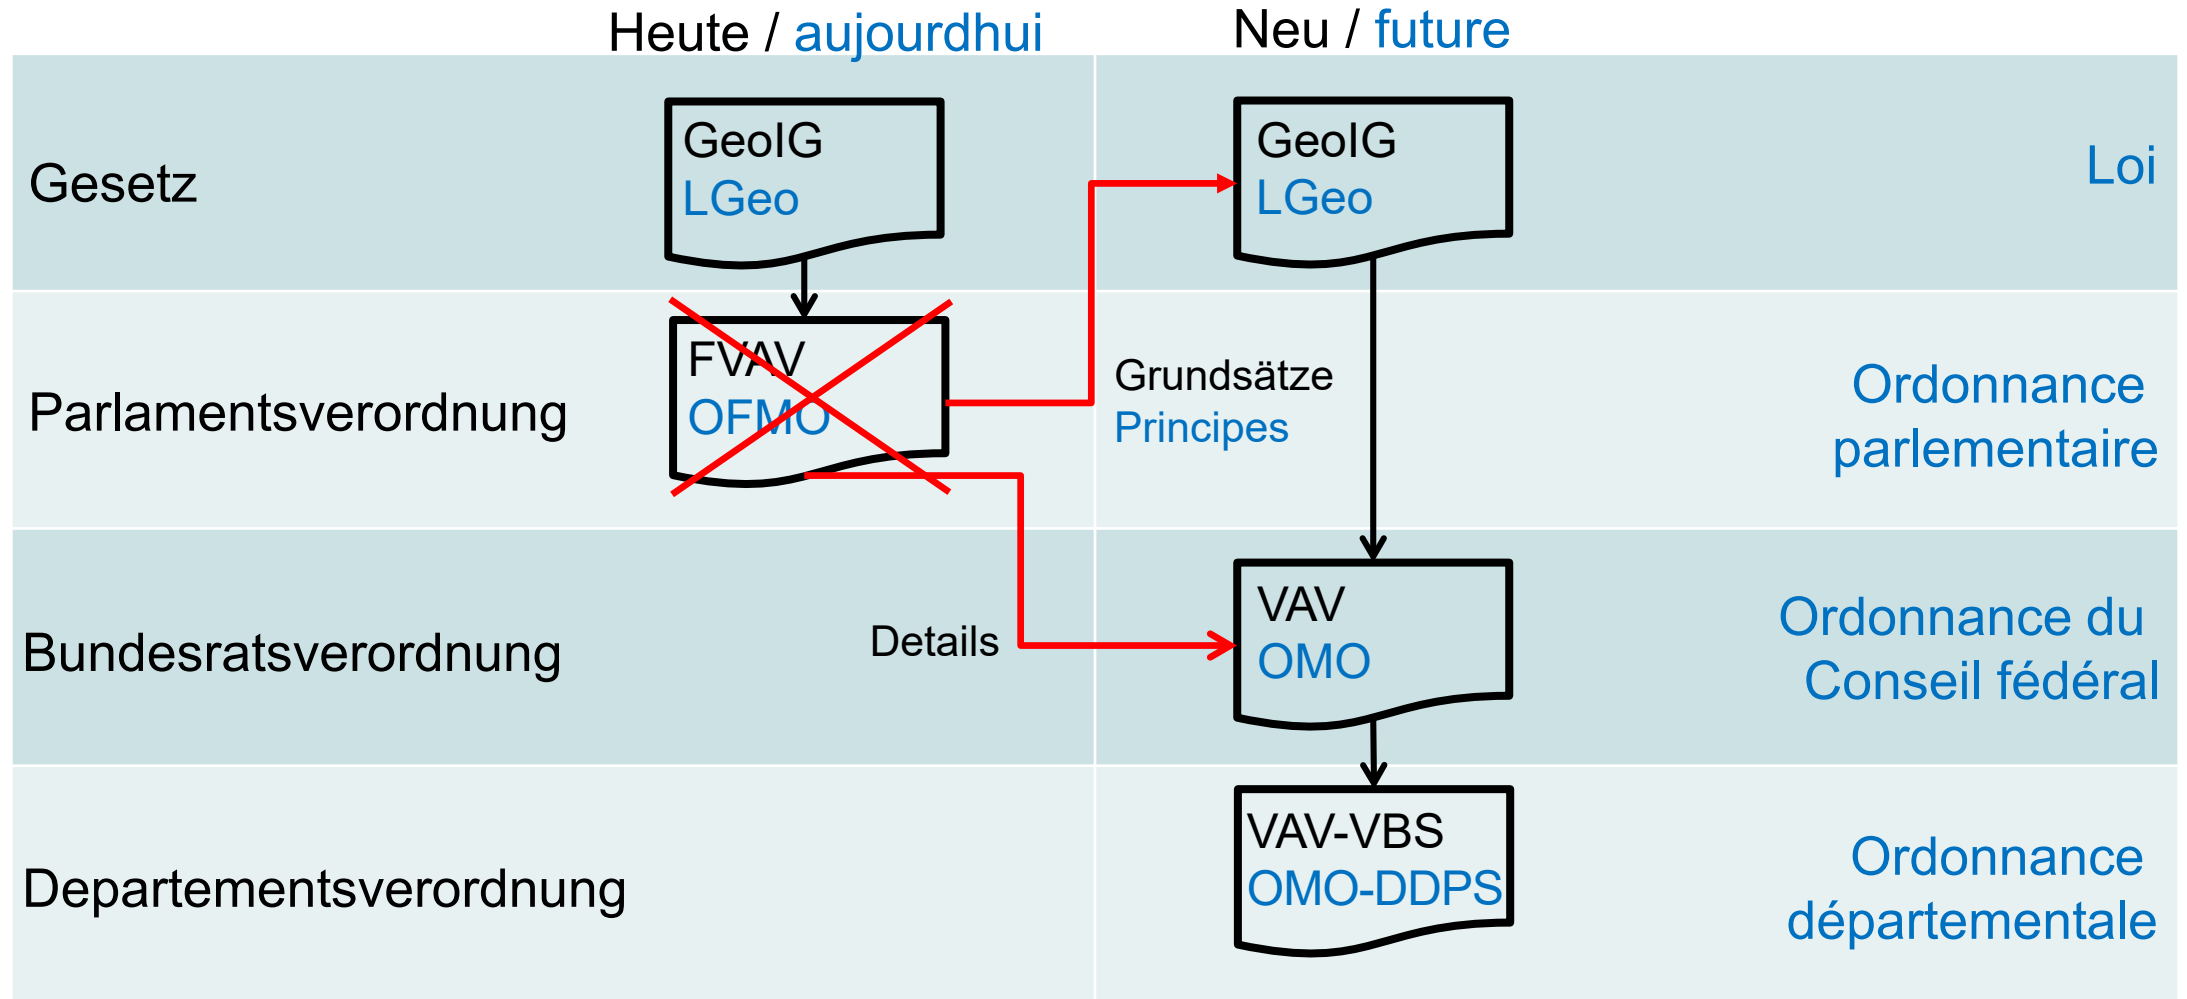 Heute / aujourdhui
Neu / future
Gesetz
GeoIG
LGeo
GeoIG
LGeo
Loi
Parlamentsverordnung
FVAV
OFMO
Grundsätze
Principes
Ordonnance
parlementaire
Bundesratsverordnung
Details
VAV
OMO
Ordonnance du
Conseil fédéral
Departementsverordnung
VAV-VBS
OMO-DDPS
Ordonnance
départementale